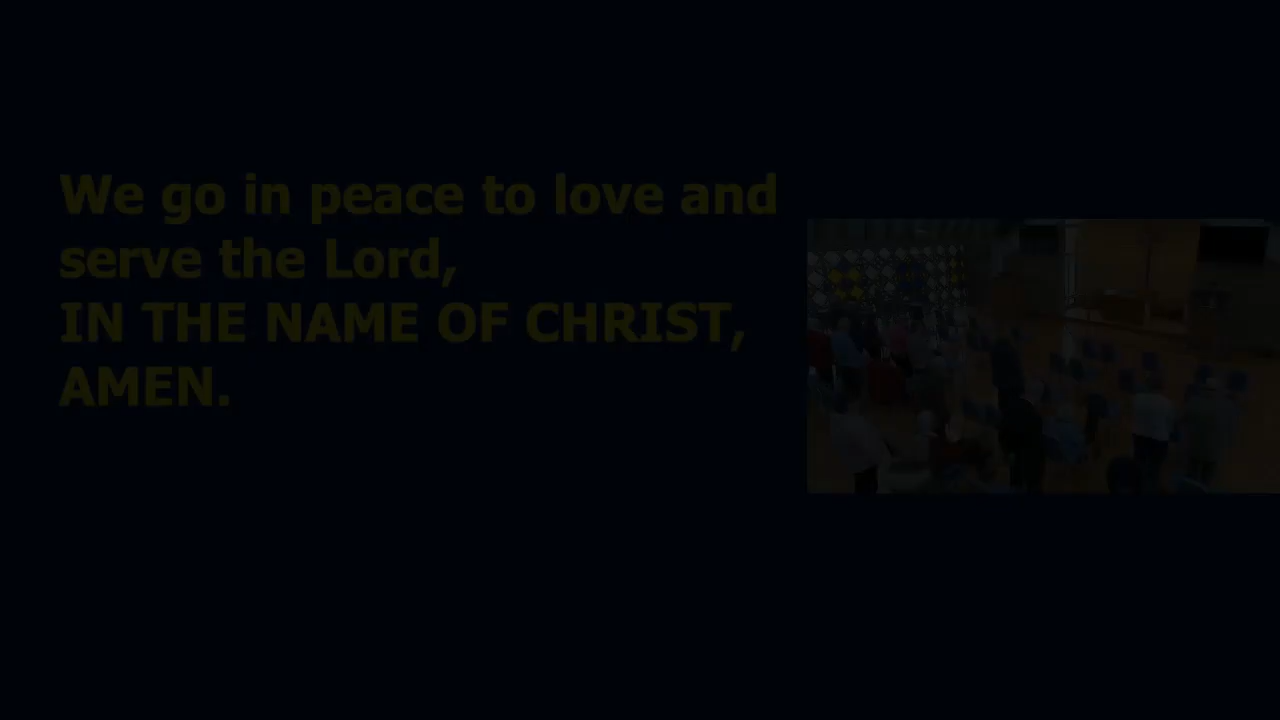 We go in peace to love and
serve the Lord,
IN THE NAME OF CHRIST,
AMEN.